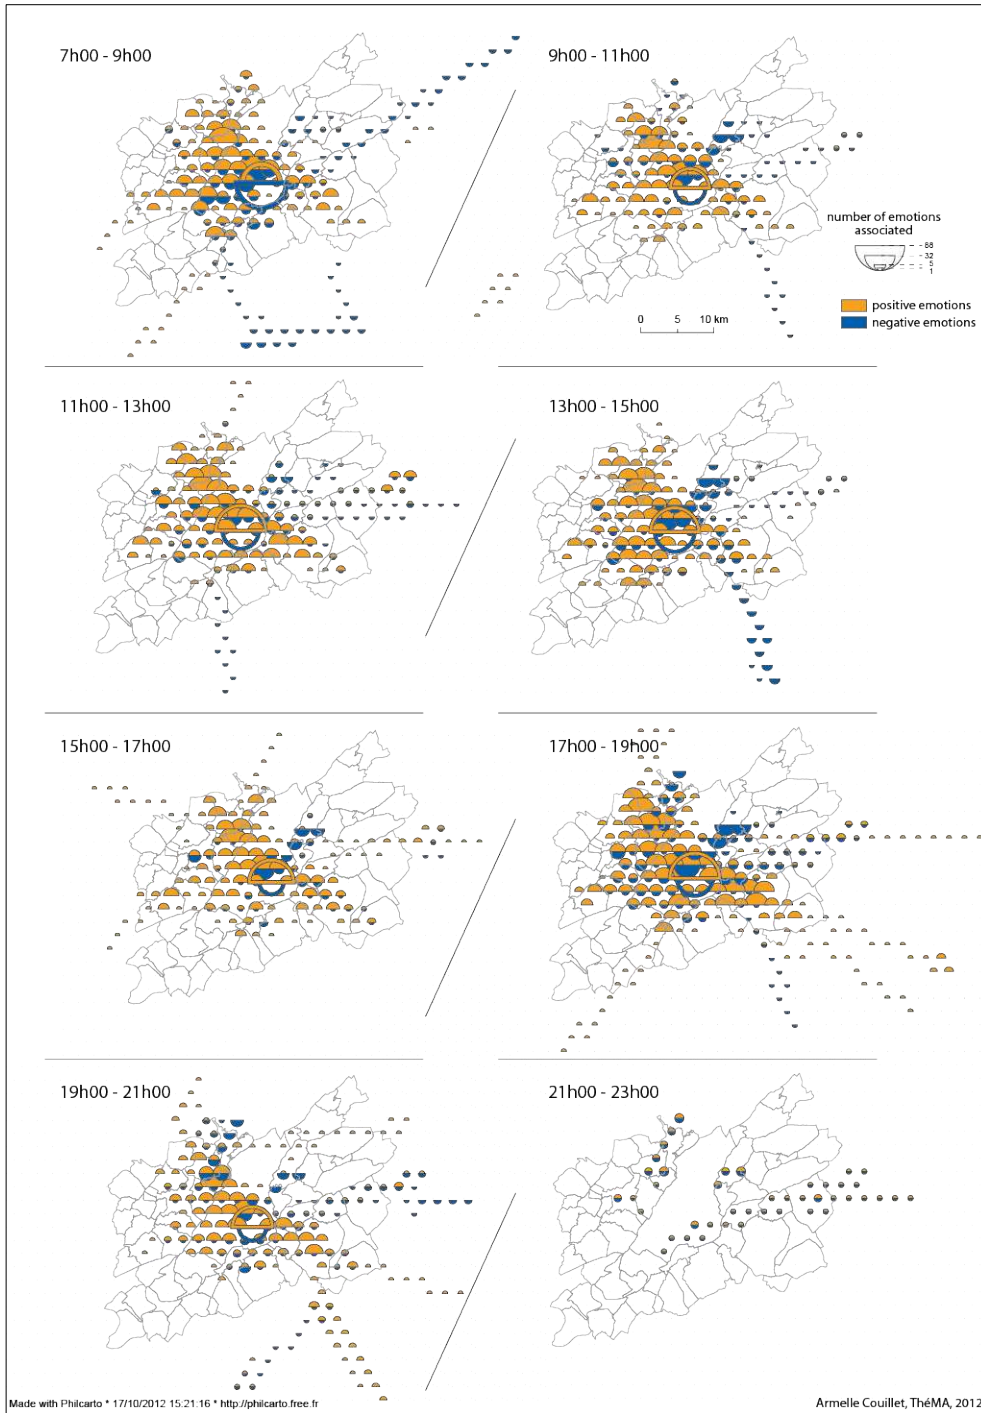 7h00 - 9h00
9h00 - 11h00
number of emotions
associated
88
32
5
1
positive emotions
negative emotions
0 5 10 km
11h00 - 13h00
13h00 - 15h00
15h00 - 17h00
17h00 - 19h00
19h00 - 21h00
21h00 - 23h00
Made with Philcarto * 17/10/2012 15:21:16 * http://philcarto.free.fr
Armelle Couillet, ThéMA, 2012